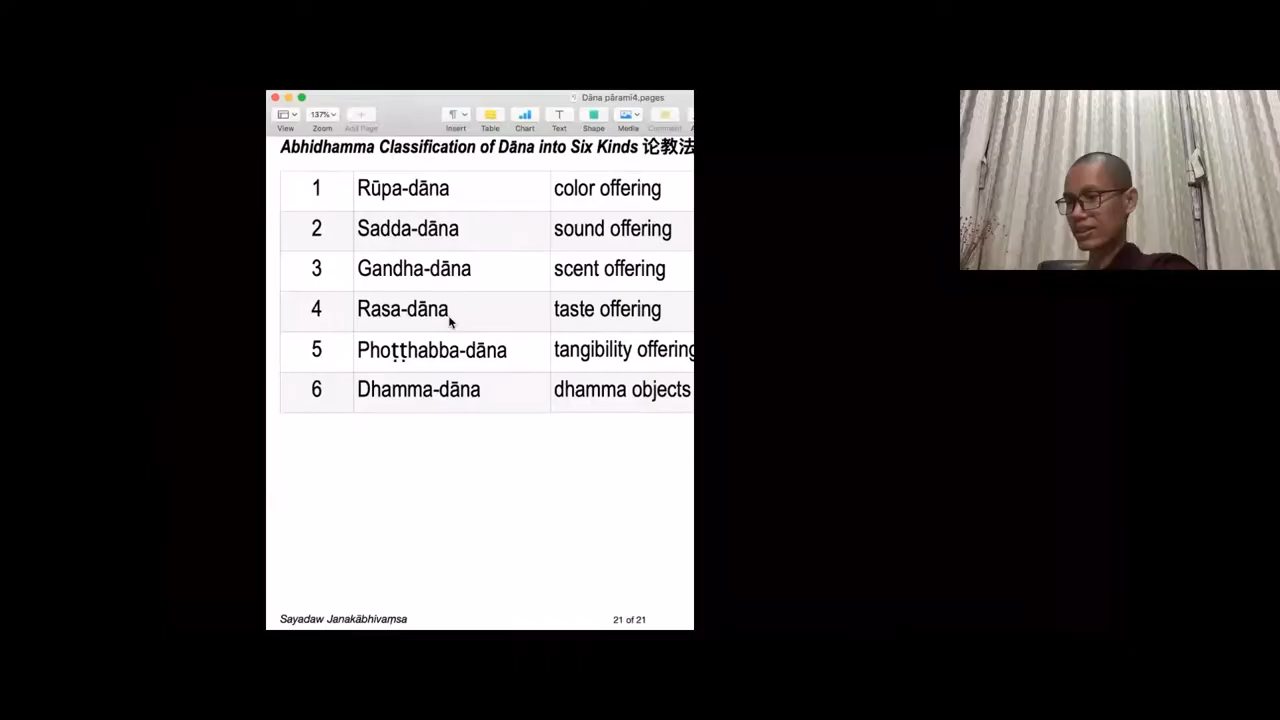 Dāna pāramī4.pages
137%
View
Zoom
Add Page
Insert
Table
Chart
Text
Shape
Media
Comment
Abhidhamma Classification of Dāna into Six Kinds 论教法
1 Rūpa-dāna color offering
2 Sadda-dāna sound offering
3 Gandha-dāna scent offering
4 Rasa-dāna taste offering
5 Phoṭṭhabba-dāna tangibility offering
6 Dhamma-dāna dhamma objects
Sayadaw Janakābhivaṃsa
21 of 21